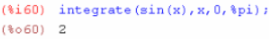 (%i60) integrate(sin(x),x,0,%pi);
(%o60) 2